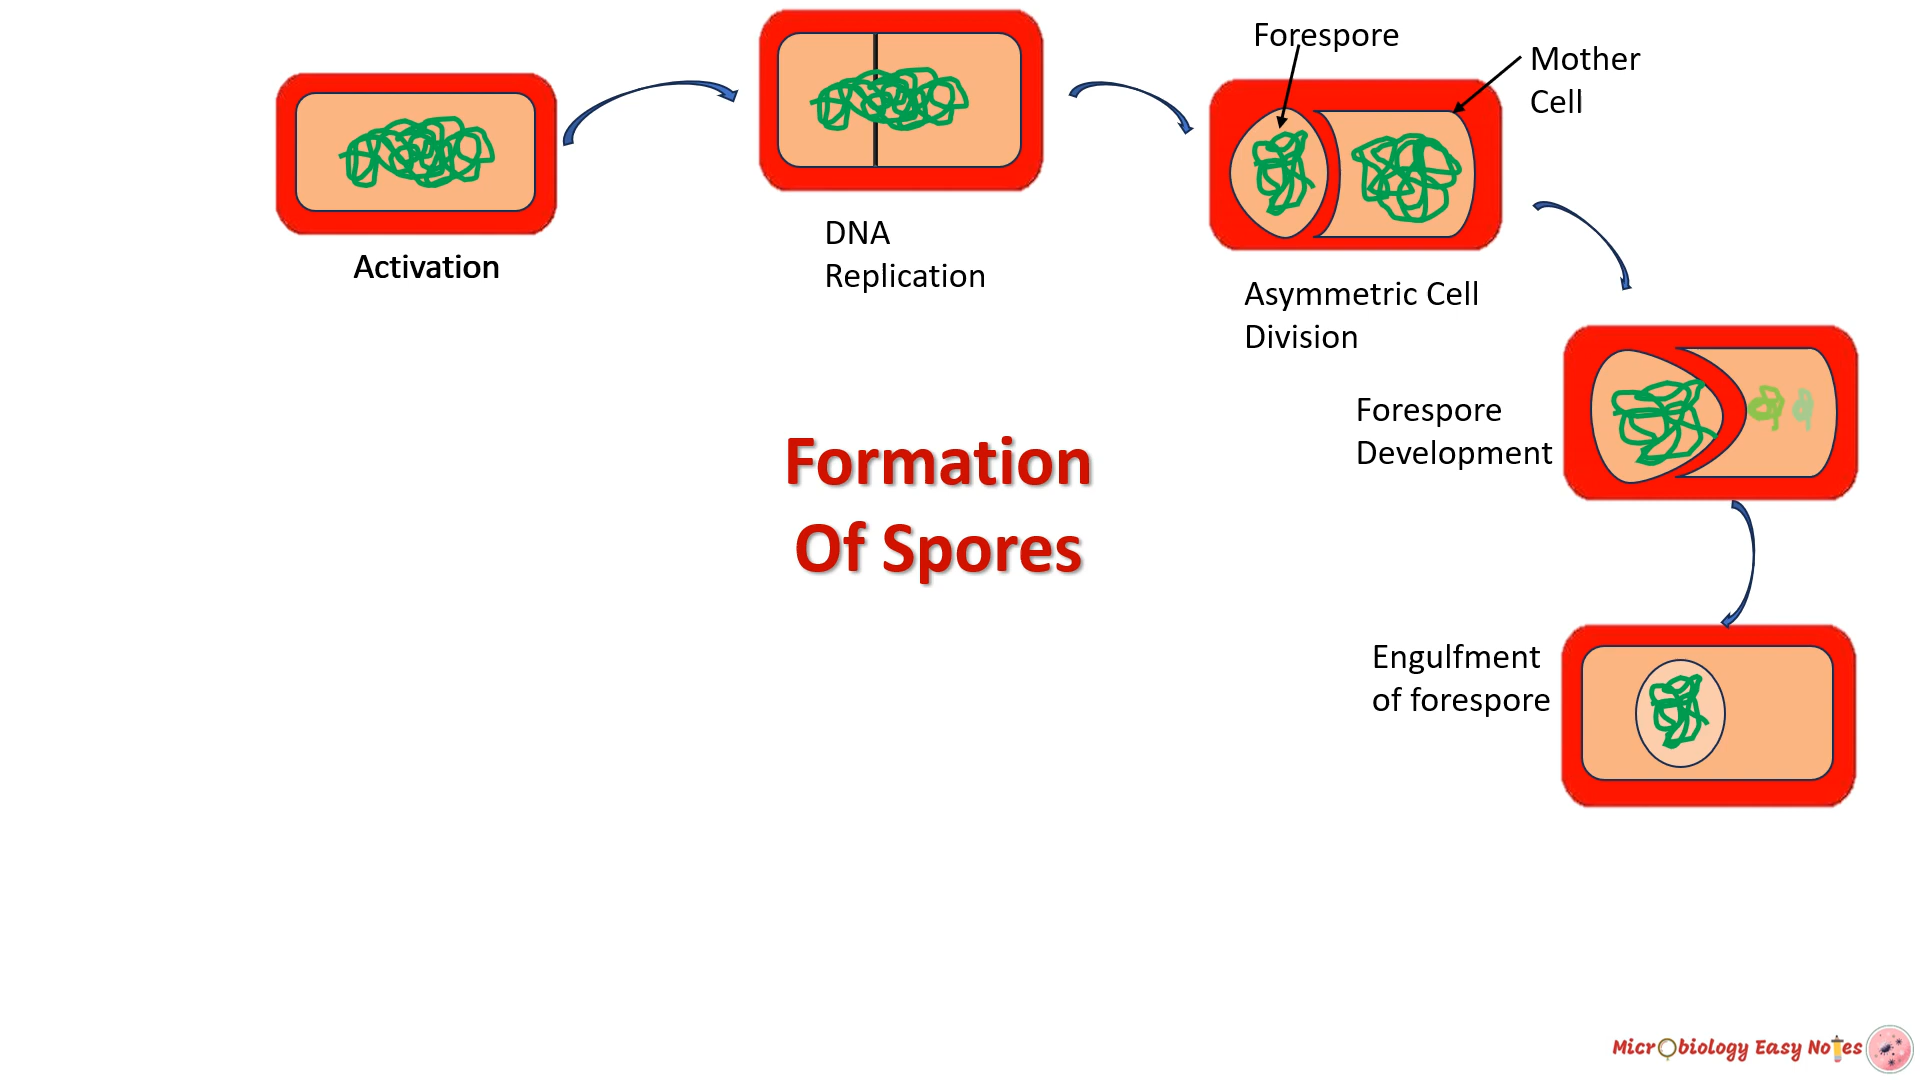 Forespore
Mother
Cell
Activation
DNA
Replication
Asymmetric Cell
Division
Forespore
Development
Formation
Of Spores
Engulfment
of forespore
Microbiology Easy Notes